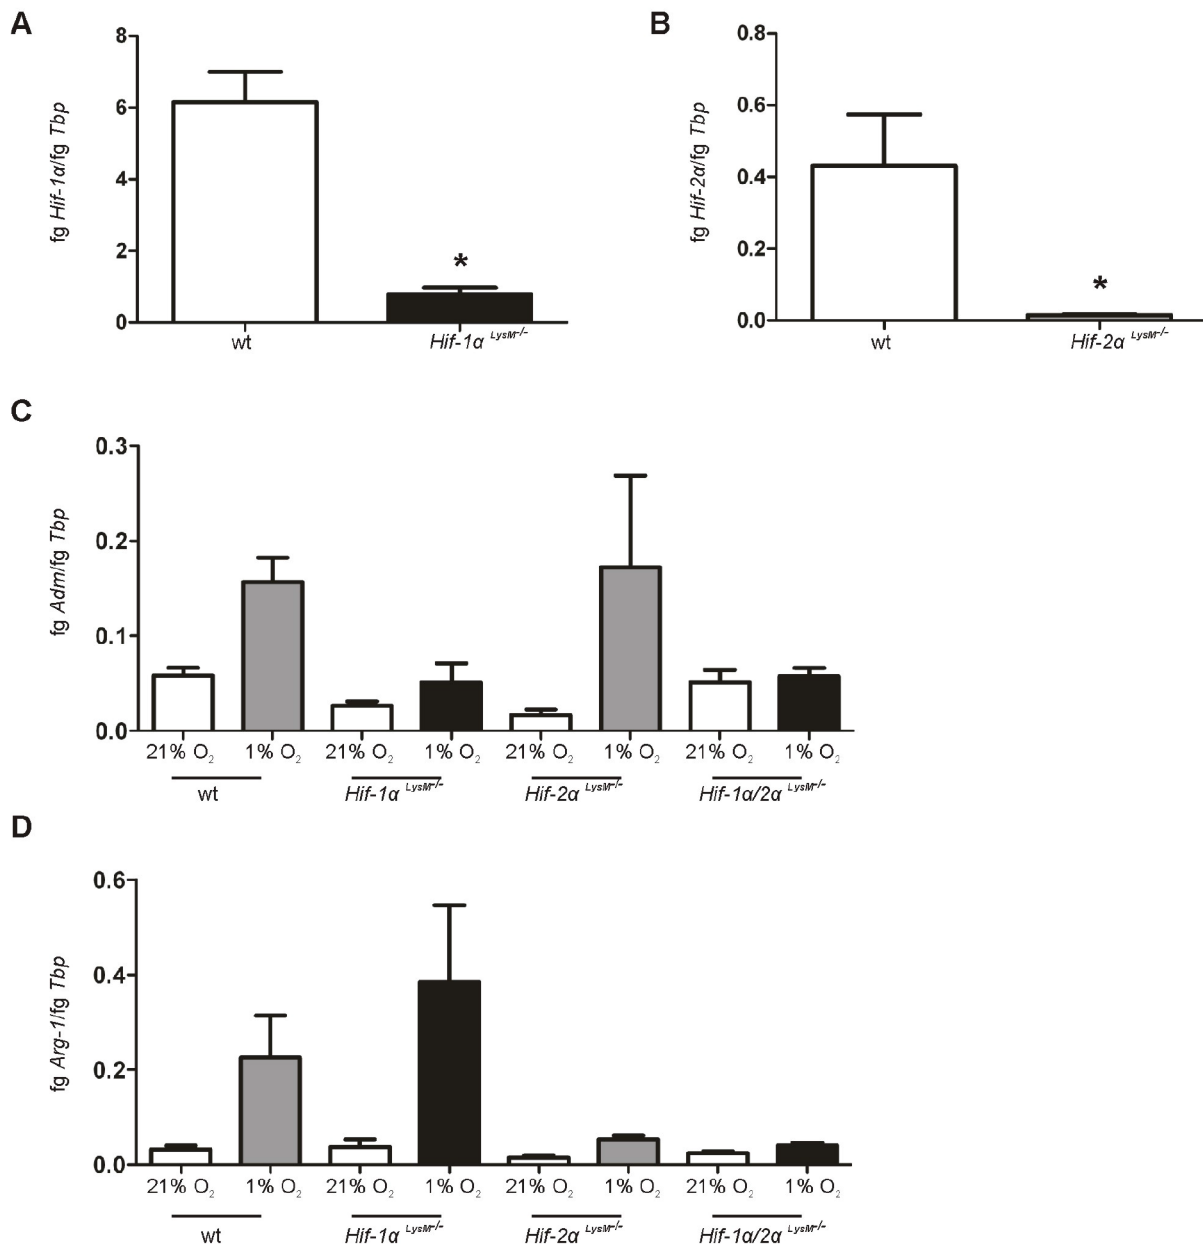 A
B
8
6
4
2
0
fg Hif-1α/fg Tbp
*
wt
Hif-1α LysM-/-
0.8
0.6
0.4
0.2
0.0
fg Hif-2α/fg Tbp
*
wt
Hif-2α LysM-/-
C
0.3
0.2
0.1
0.0
fg Adm/fg Tbp
21% O₂ 1% O₂ 21% O₂ 1% O₂ 21% O₂ 1% O₂ 21% O₂ 1% O₂
wt Hif-1α LysM-/- Hif-2α LysM-/- Hif-1α/2α LysM-/-
D
0.6
0.4
0.2
0.0
fg Arg-1/fg Tbp
21% O₂ 1% O₂ 21% O₂ 1% O₂ 21% O₂ 1% O₂ 21% O₂ 1% O₂
wt Hif-1α LysM-/- Hif-2α LysM-/- Hif-1α/2α LysM-/-